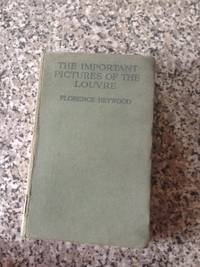 THE IMPORTANT
PICTURES OF THE
LOUVRE
FLORENCE HEYWOOD